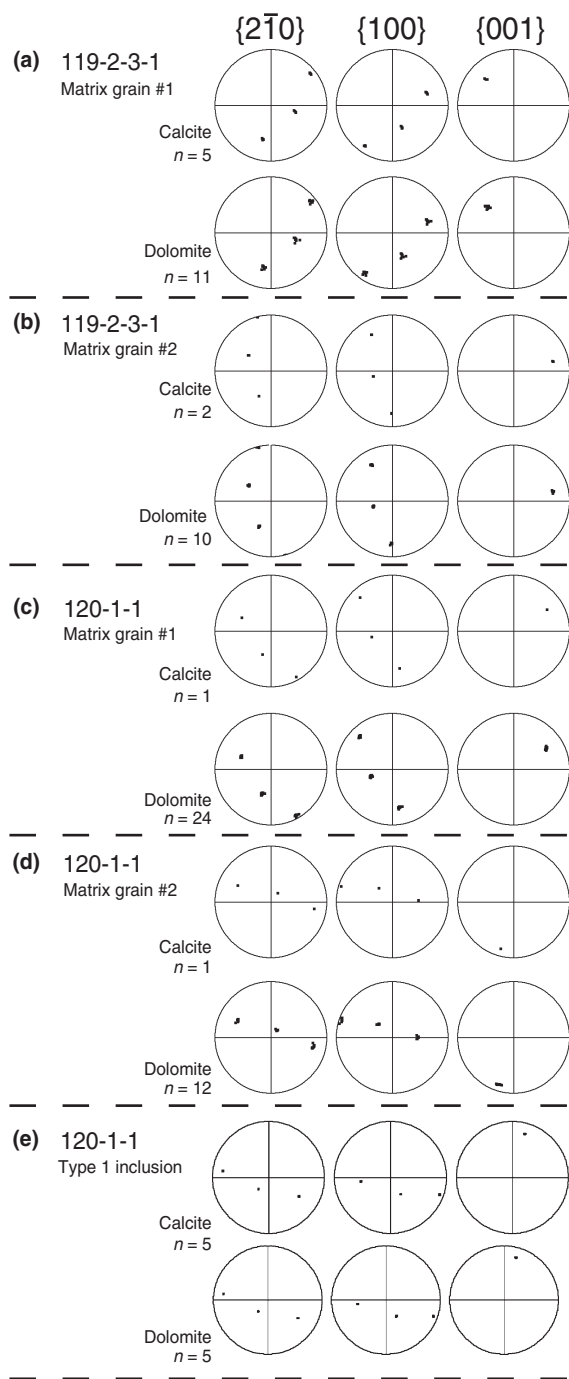 {21̄0} {100} {001}
(a) 119-2-3-1
Matrix grain #1
Calcite
n = 5
Dolomite
n = 11
(b) 119-2-3-1
Matrix grain #2
Calcite
n = 2
Dolomite
n = 10
(c) 120-1-1
Matrix grain #1
Calcite
n = 1
Dolomite
n = 24
(d) 120-1-1
Matrix grain #2
Calcite
n = 1
Dolomite
n = 12
(e) 120-1-1
Type 1 inclusion
Calcite
n = 5
Dolomite
n = 5